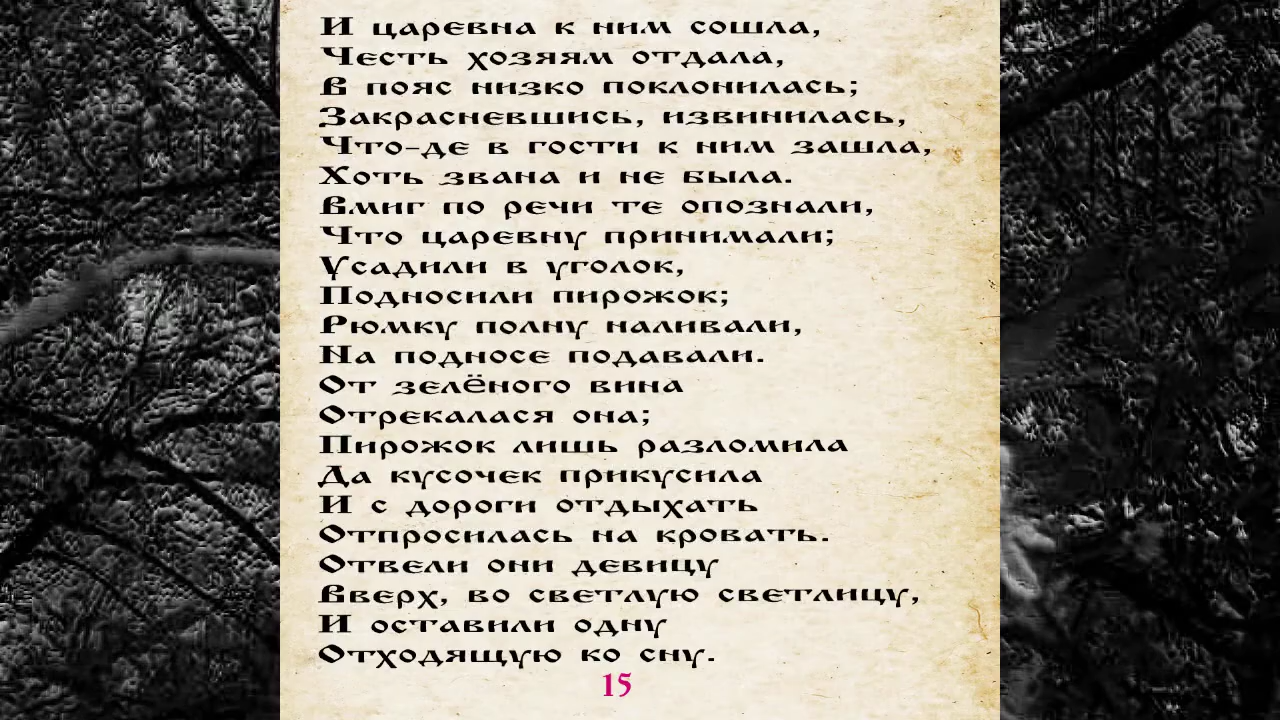 И царевна к ним сошла,
Честь хозяям отдала,
В пояс низко поклонилась;
Закрасневшись, извинилась,
Что-де в гости к ним зашла,
Хоть звана и не была.
Вмиг по речи те опознали,
Что царевну принимали;
Усадили в уголок,
Подносили пирожок;
Рюмку полну наливали,
На подносе подавали.
От зелёного вина
Отрекалася она;
Пирожок лишь разломила
Да кусочек прикусила
И с дороги отдыхать
Отпросилась на кровать.
Отвели они девицу
Вверх, во светлую светлицу,
И оставили одну
Отходящую ко сну.
15